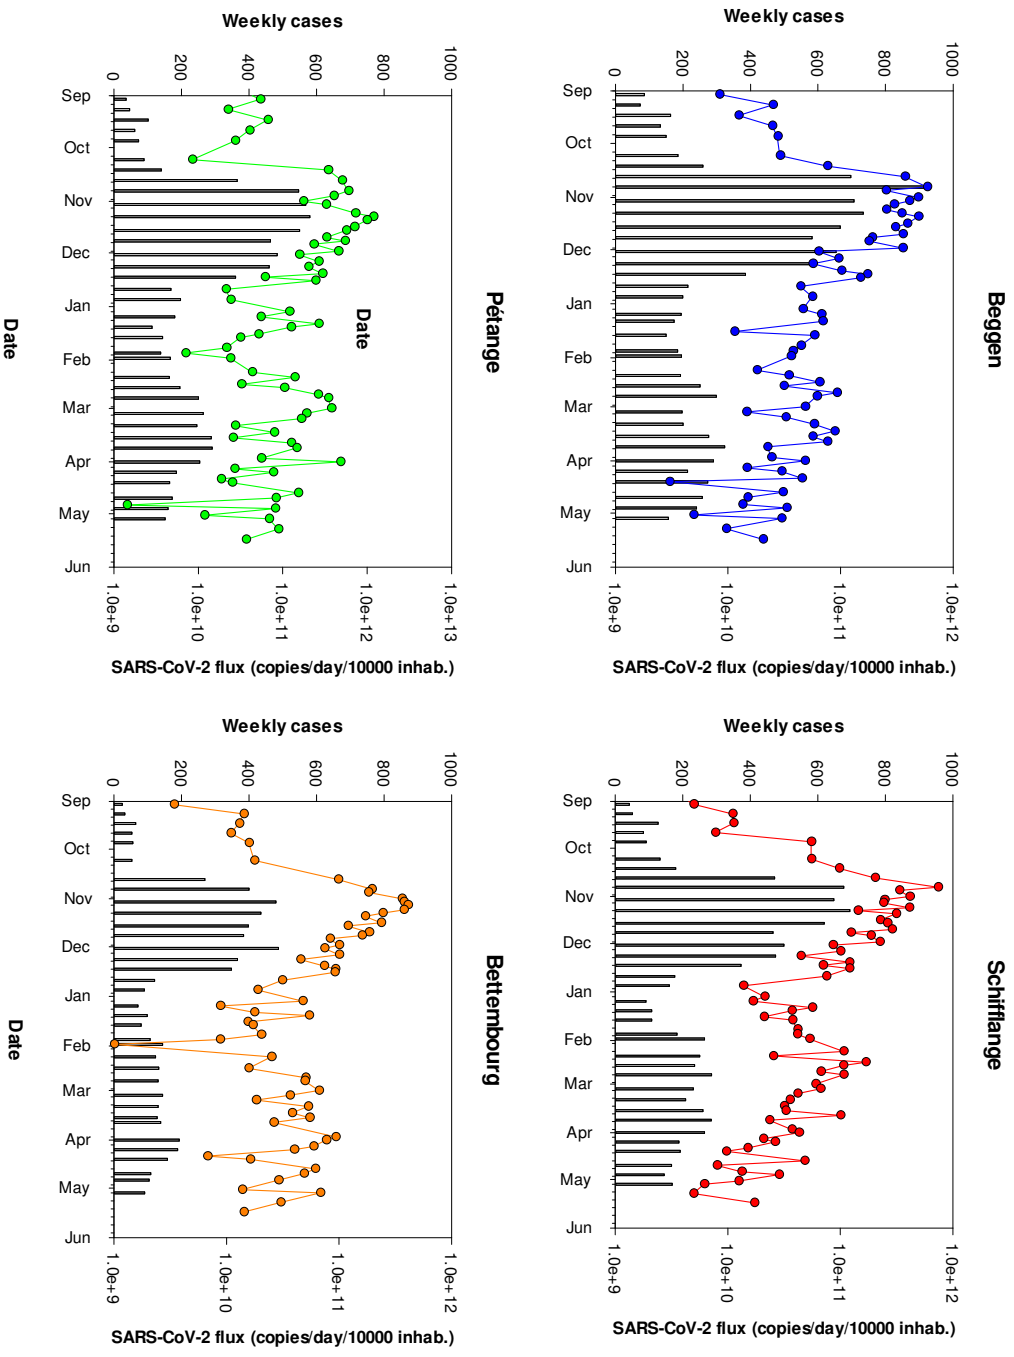 Beggen
Weekly cases
0
200
400
600
800
1000
Sep
Oct
Nov
Dec
Jan
Feb
Mar
Apr
May
Jun
1.0e+9
1.0e+10
1.0e+11
1.0e+12
SARS-CoV-2 flux (copies/day/10000 inhab.)
Date
Schifflange
Weekly cases
0
200
400
600
800
1000
Sep
Oct
Nov
Dec
Jan
Feb
Mar
Apr
May
Jun
1.0e+9
1.0e+10
1.0e+11
1.0e+12
SARS-CoV-2 flux (copies/day/10000 inhab.)
Pétange
Weekly cases
0
200
400
600
800
1000
Sep
Oct
Nov
Dec
Jan
Feb
Mar
Apr
May
Jun
1.0e+9
1.0e+10
1.0e+11
1.0e+12
1.0e+13
SARS-CoV-2 flux (copies/day/10000 inhab.)
Date
Bettembourg
Weekly cases
0
200
400
600
800
1000
Sep
Oct
Nov
Dec
Jan
Feb
Mar
Apr
May
Jun
1.0e+9
1.0e+10
1.0e+11
1.0e+12
SARS-CoV-2 flux (copies/day/10000 inhab.)
Date